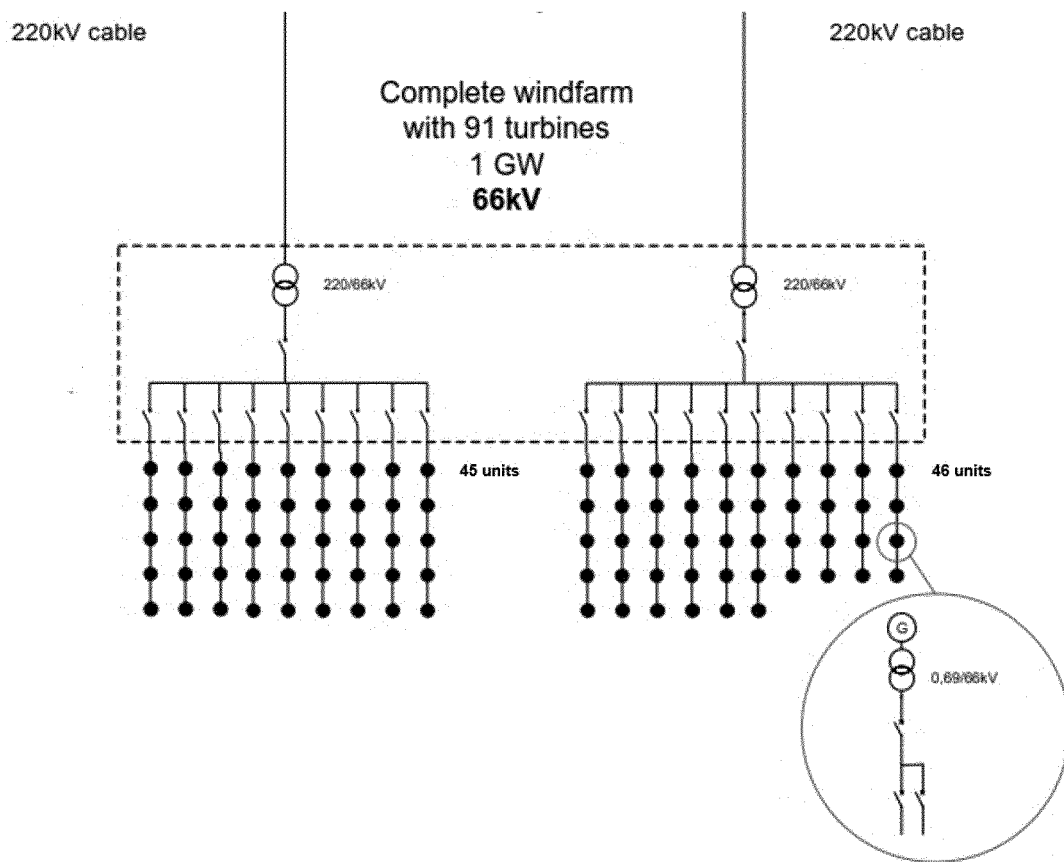 220kV cable
220kV cable
Complete windfarm
with 91 turbines
1 GW
66kV
220/66kV
220/66kV
45 units
46 units
G
0,69/66kV